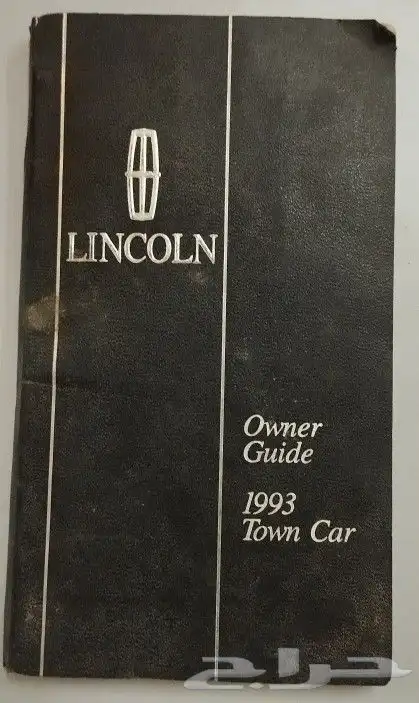 LINCOLN
Owner
Guide
1993
Town Car
حراج